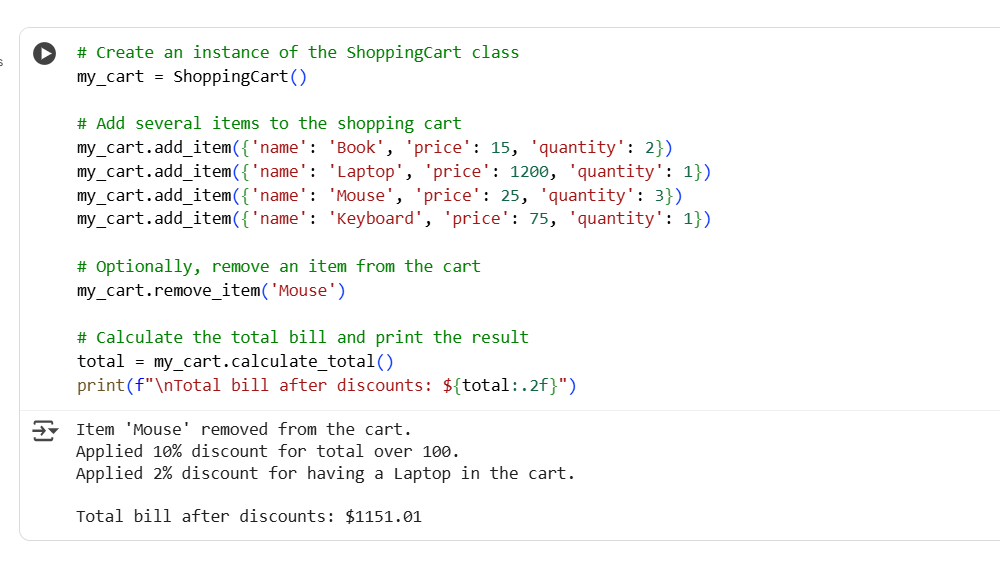 # Create an instance of the ShoppingCart class
my_cart = ShoppingCart()
# Add several items to the shopping cart
my_cart.add_item({'name': 'Book', 'price': 15, 'quantity': 2})
my_cart.add_item({'name': 'Laptop', 'price': 1200, 'quantity': 1})
my_cart.add_item({'name': 'Mouse', 'price': 25, 'quantity': 3})
my_cart.add_item({'name': 'Keyboard', 'price': 75, 'quantity': 1})
# Optionally, remove an item from the cart
my_cart.remove_item('Mouse')
# Calculate the total bill and print the result
total = my_cart.calculate_total()
print(f"\nTotal bill after discounts: ${total:.2f}")
Item 'Mouse' removed from the cart.
Applied 10% discount for total over 100.
Applied 2% discount for having a Laptop in the cart.
Total bill after discounts: $1151.01